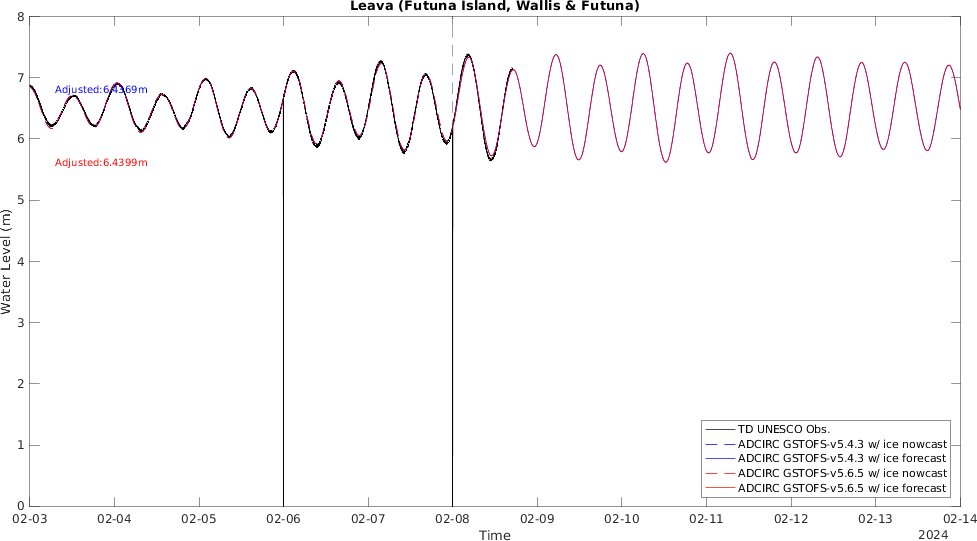 Leava (Futuna Island, Wallis & Futuna)
8
7
6
5
4
3
2
1
0
Water Level (m)
Adjusted:6.4369m
Adjusted:6.4399m
TD UNESCO Obs.
ADCIRC GSTOFS-v5.4.3 w/ ice nowcast
ADCIRC GSTOFS-v5.4.3 w/ ice forecast
ADCIRC GSTOFS-v5.6.5 w/ ice nowcast
ADCIRC GSTOFS-v5.6.5 w/ ice forecast
02-03 02-04 02-05 02-06 02-07 02-08 02-09 02-10 02-11 02-12 02-13 02-14
Time
2024